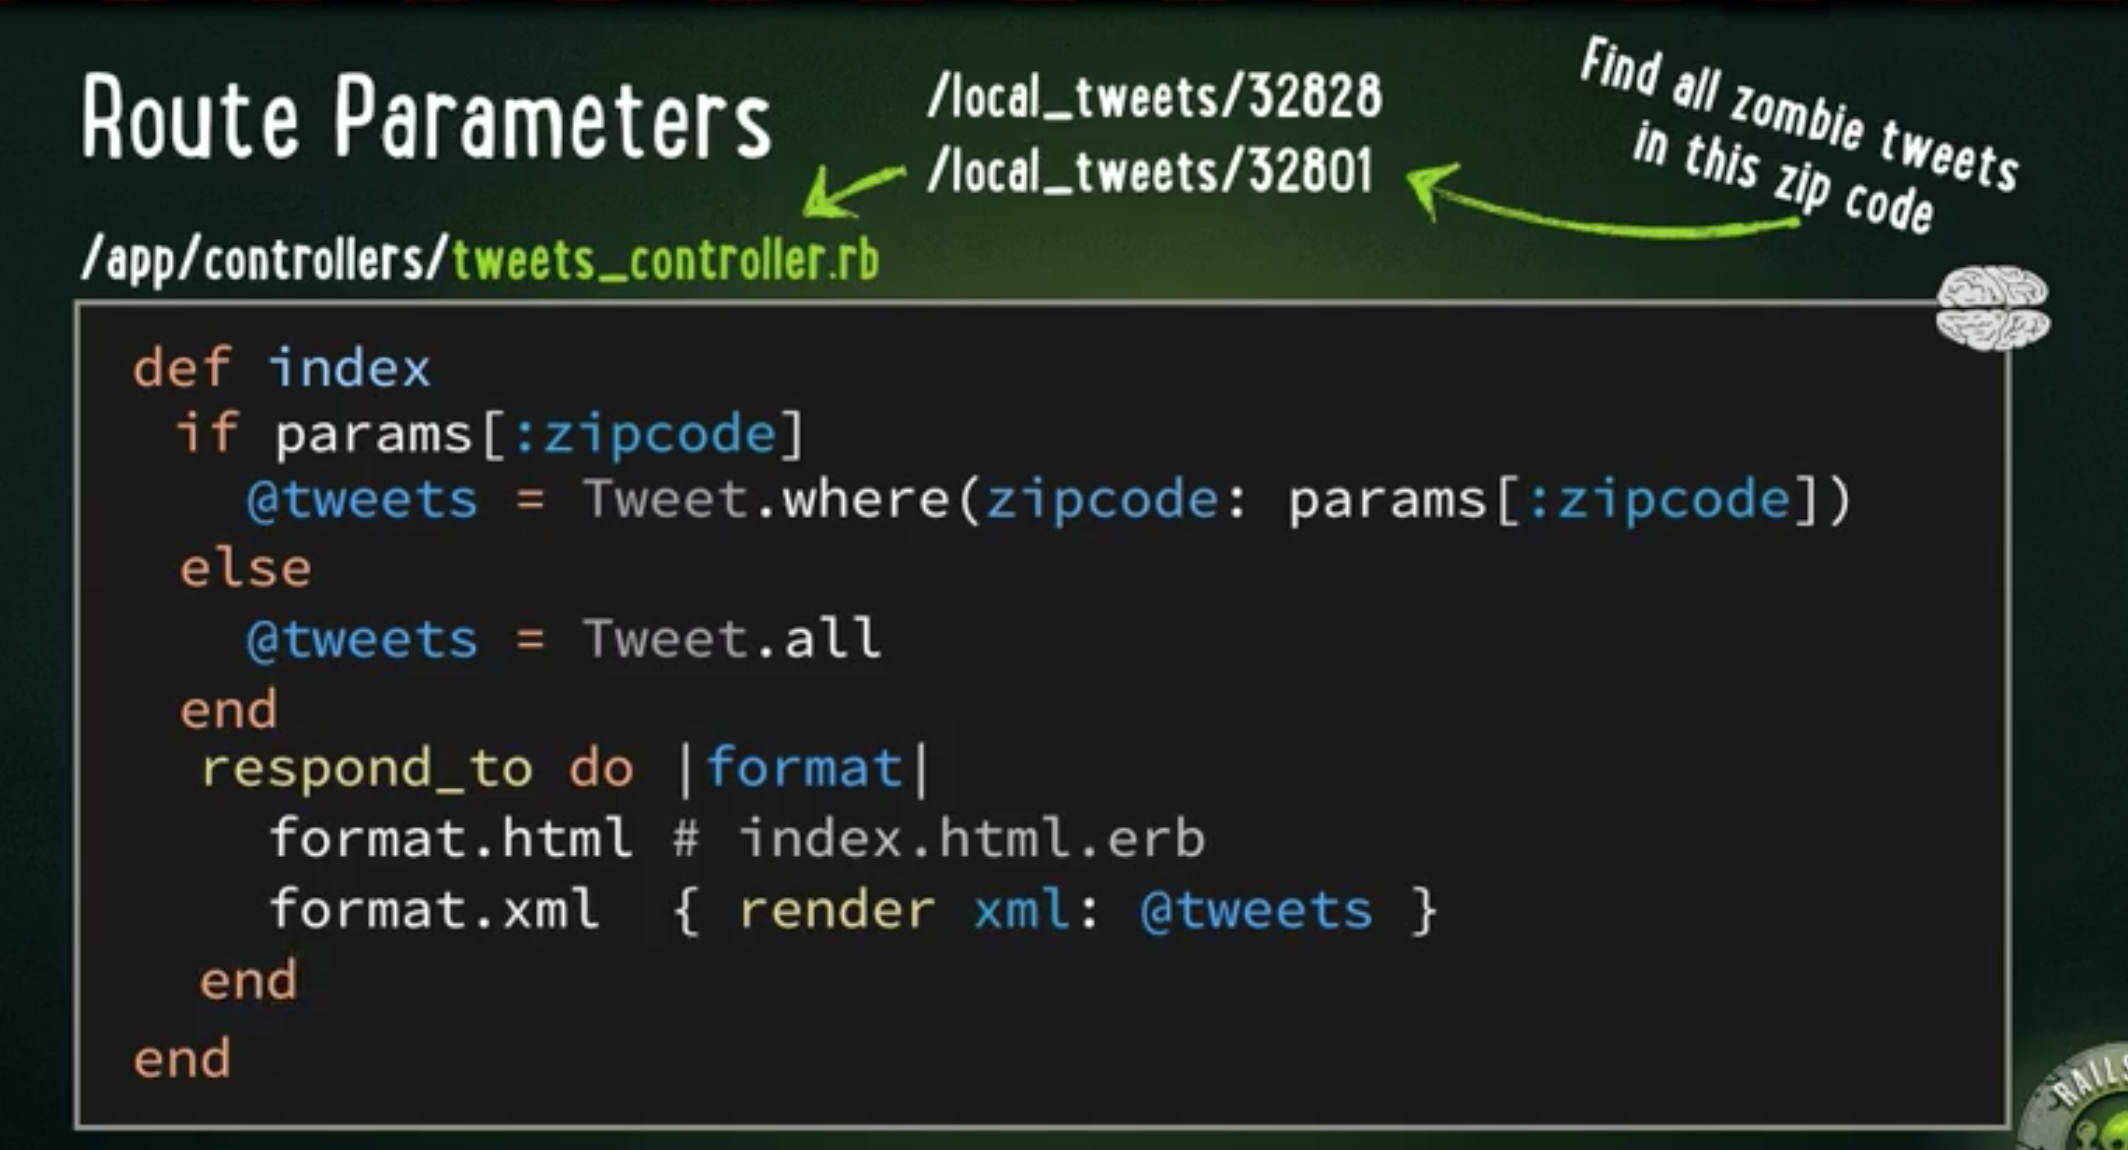 Route Parameters
/local_tweets/32828
/local_tweets/32801
Find all zombie tweets
in this zip code
/app/controllers/tweets_controller.rb
def index
if params[:zipcode]
@tweets = Tweet.where(zipcode: params[:zipcode])
else
@tweets = Tweet.all
end
respond_to do |format|
format.html # index.html.erb
format.xml { render xml: @tweets }
end
end
RAILS